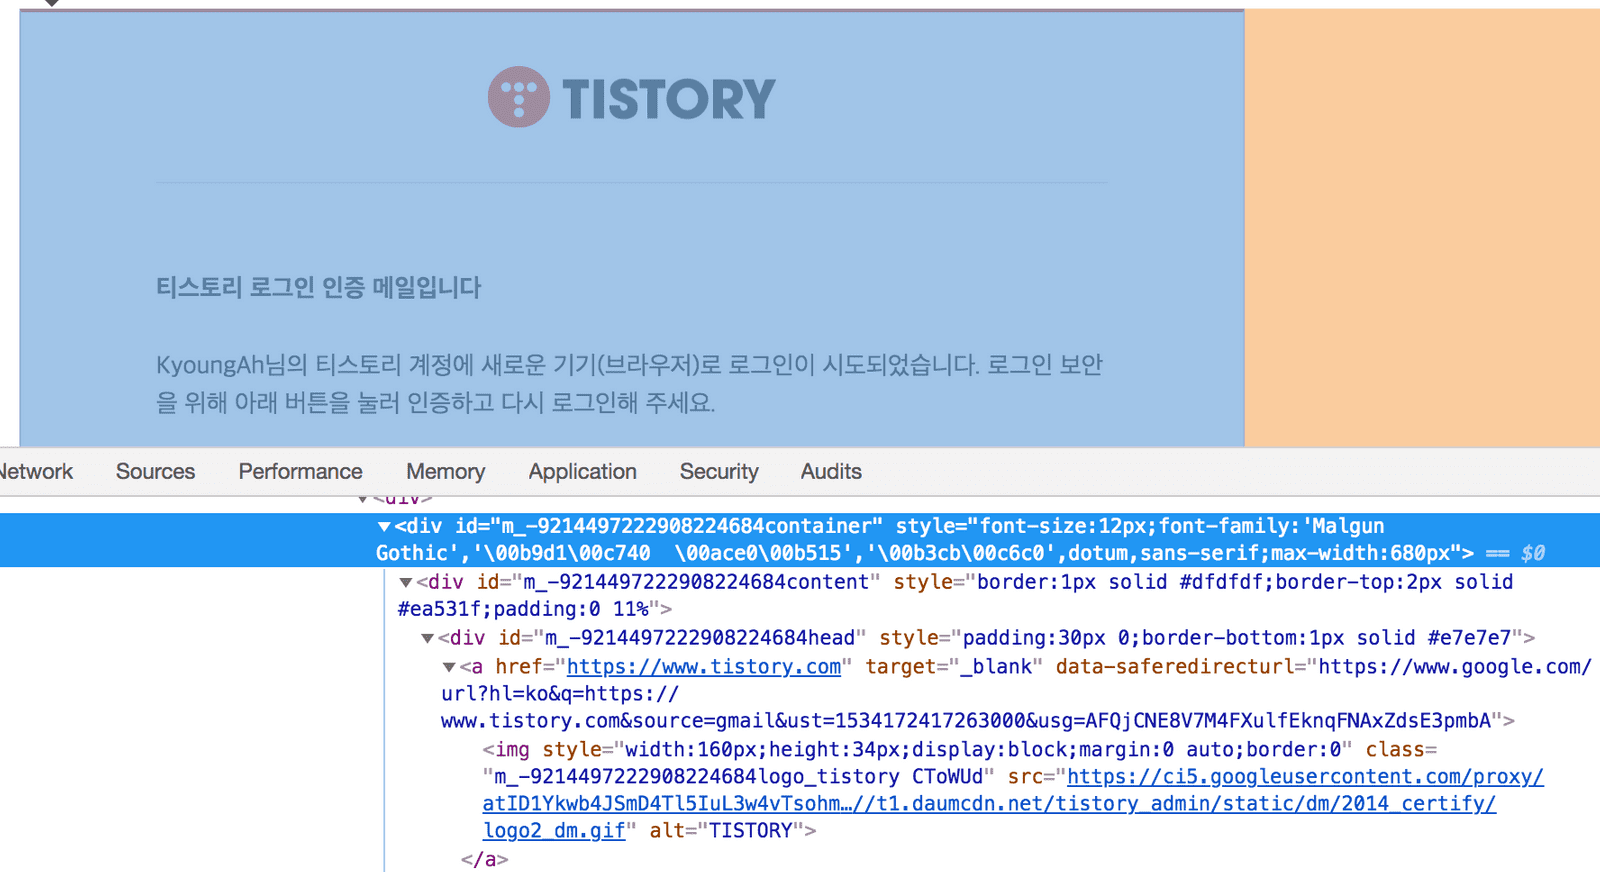 TISTORY
티스토리 로그인 인증 메일입니다
KyoungAh님의 티스토리 계정에 새로운 기기(브라우저)로 로그인이 시도되었습니다. 로그인 보안
을 위해 아래 버튼을 눌러 인증하고 다시 로그인해 주세요.
Network Sources Performance Memory Application Security Audits
▼<div>
▼<div id="m_-9214497222908224684container" style="font-size:12px;font-family:'Malgun
Gothic','\00b9d1\00c740  \00ace0\00b515','\00b3cb\00c6c0',dotum,sans-serif;max-width:680px"> == $0
▼<div id="m_-9214497222908224684content" style="border:1px solid #dfdfdf;border-top:2px solid
#ea531f;padding:0 11%">
▼<div id="m_-9214497222908224684head" style="padding:30px 0;border-bottom:1px solid #e7e7e7">
▼<a href="https://www.tistory.com" target="_blank" data-saferedirecturl="https://www.google.com/
url?hl=ko&q=https://
www.tistory.com&source=gmail&ust=1534172417263000&usg=AFQjCNE8V7M4FXulfEknqFNAxZdsE3pmbA">
<img style="width:160px;height:34px;display:block;margin:0 auto;border:0" class=
"m_-9214497222908224684logo_tistory CToWUd" src="https://ci5.googleusercontent.com/proxy/
atID1Ykwb4JSmD4Tl5IuL3w4vTsohm…//t1.daumcdn.net/tistory_admin/static/dm/2014_certify/
logo2_dm.gif" alt="TISTORY">
</a>